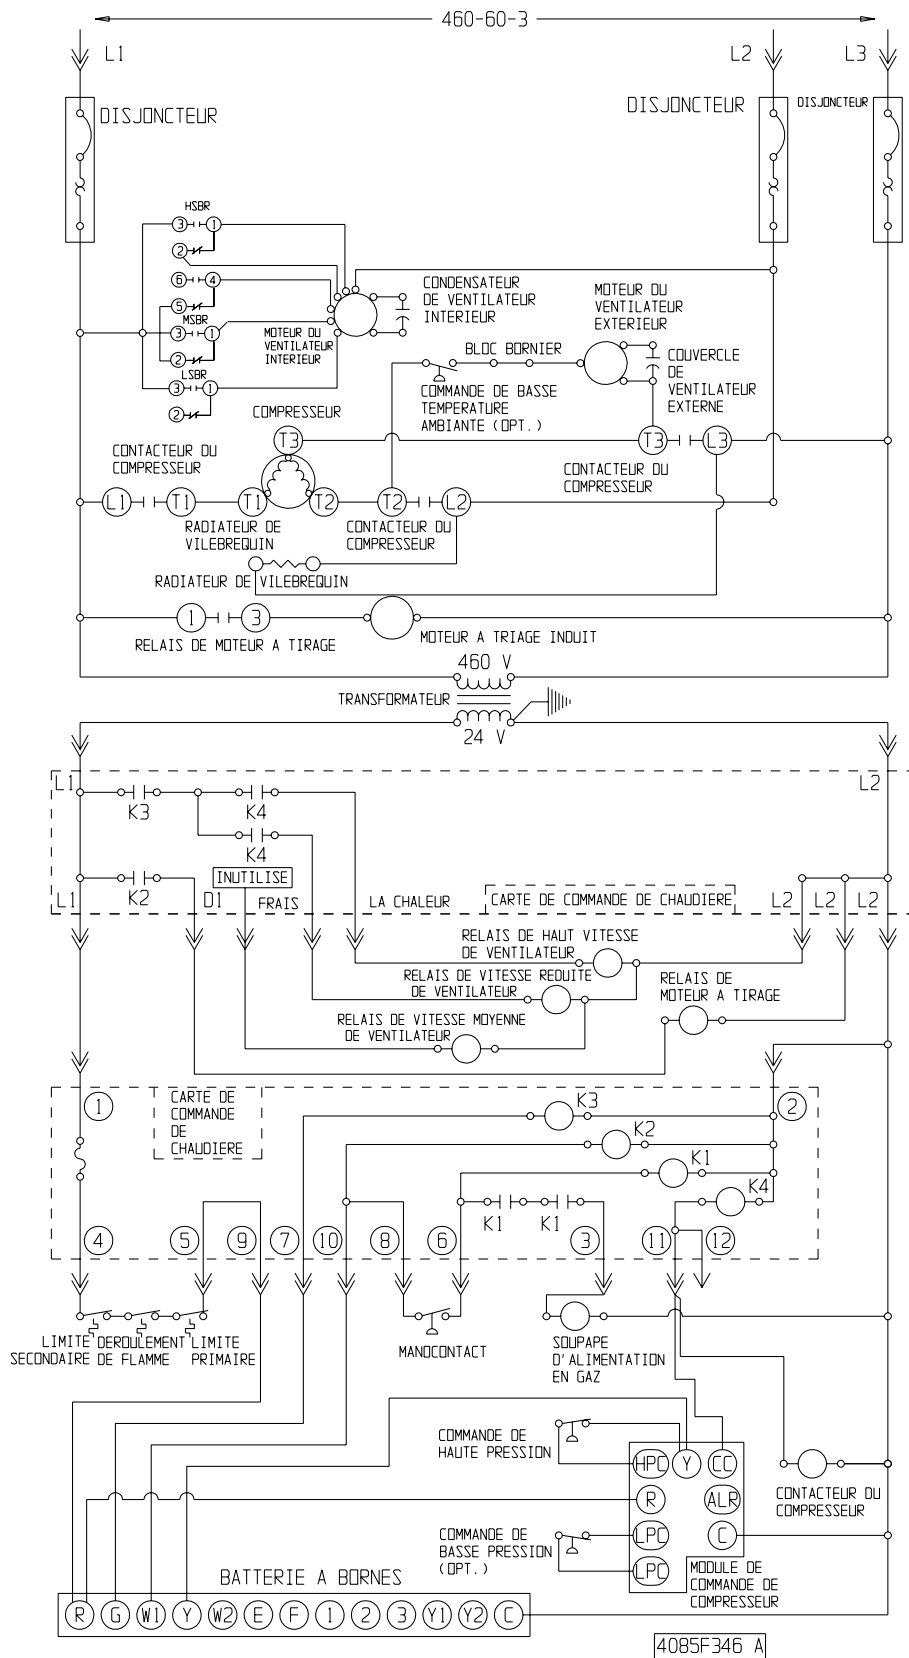 460-60-3
L1
L2
L3
DISJONCTEUR
DISJONCTEUR
DISJONCTEUR
HSBR
3
1
2
6
4
5
MSBR
3
1
2
LSBR
3
1
2
MOTEUR DU
VENTILATEUR
INTERIEUR
CONDENSATEUR
DE VENTILATEUR
INTERIEUR
MOTEUR DU
VENTILATEUR
EXTERIEUR
BLOC BORNIER
COUVERCLE
DE
VENTILATEUR
EXTERNE
COMMANDE DE BASSE
TEMPERATURE
AMBIANTE (OPT.)
COMPRESSEUR
T3
T3
L3
CONTACTEUR DU
COMPRESSEUR
CONTACTEUR DU
COMPRESSEUR
L1
T1
T1
T2
T2
L2
RADIATEUR DE
VILEBREQUIN
CONTACTEUR DU
COMPRESSEUR
RADIATEUR DE VILEBREQUIN
1
3
RELAIS DE MOTEUR A TIRAGE
MOTEUR A TRIAGE INDUIT
460 V
TRANSFORMATEUR
24 V
L1
L2
K3
K4
K4
K2
INUTILISE
L1
D1
FRAIS
LA CHALEUR
CARTE DE COMMANDE DE CHAUDIERE
L2
L2
L2
RELAIS DE HAUT VITESSE
DE VENTILATEUR
RELAIS DE VITESSE REDUITE
DE VENTILATEUR
RELAIS DE
MOTEUR A TIRAGE
RELAIS DE VITESSE MOYENNE
DE VENTILATEUR
1
CARTE DE
COMMANDE
DE
CHAUDIERE
K3
2
K2
K1
K4
K1
K1
4
5
9
7
10
8
6
3
11
12
LIMITE
SECONDAIRE
DEROULEMENT
DE FLAMME
LIMITE
PRIMAIRE
MANOCONTACT
SOUPAPE
D'ALIMENTATION
EN GAZ
COMMANDE DE
HAUTE PRESSION
HPC
Y
CC
R
ALR
LPC
C
LPC
CONTACTEUR DU
COMPRESSEUR
COMMANDE DE
BASSE PRESSION
(OPT.)
MODULE DE
COMMANDE DE
COMPRESSEUR
BATTERIE A BORNES
R G W1 Y W2 E F 1 2 3 Y1 Y2 C
4085F346 A